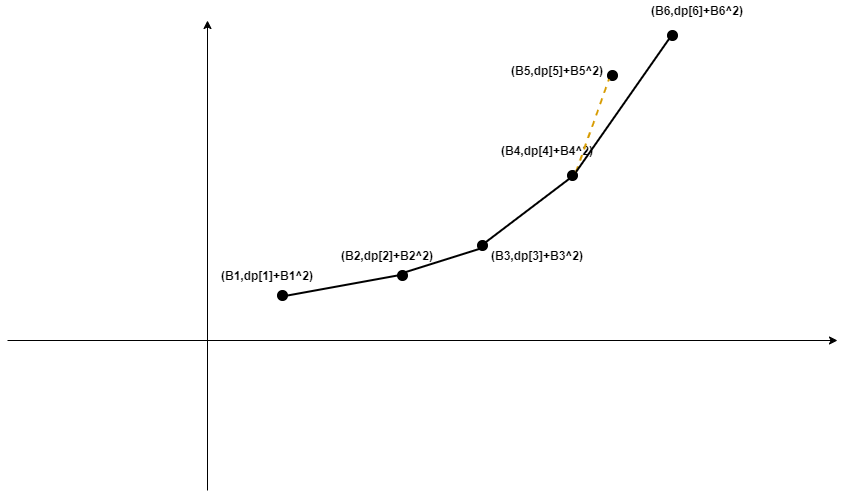 (B6,dp[6]+B6^2)
(B5,dp[5]+B5^2)
(B4,dp[4]+B4^2)
(B2,dp[2]+B2^2)
(B3,dp[3]+B3^2)
(B1,dp[1]+B1^2)